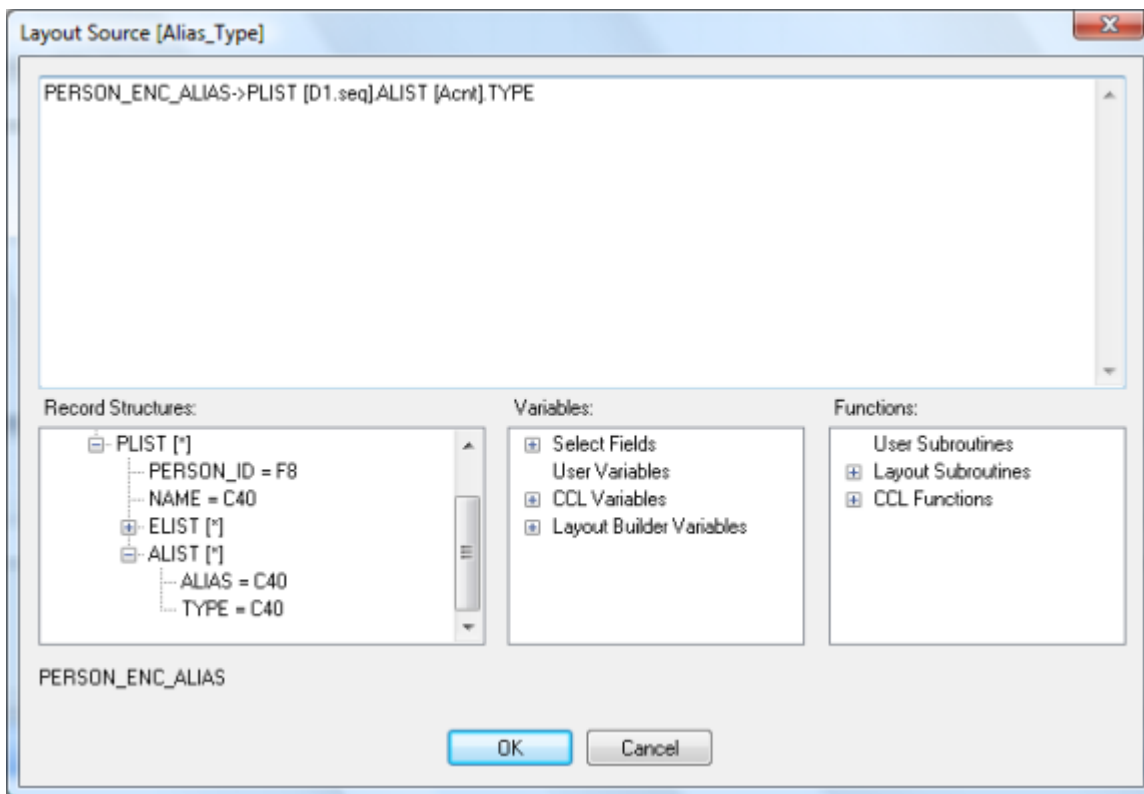 Layout Source [Alias_Type]
PERSON_ENC_ALIAS->PLIST [D1.seq].ALIST [Acnt].TYPE
Record Structures:
PLIST [*]
PERSON_ID = F8
NAME = C40
ELIST [*]
ALIST [*]
ALIAS = C40
TYPE = C40
Variables:
Select Fields
User Variables
CCL Variables
Layout Builder Variables
Functions:
User Subroutines
Layout Subroutines
CCL Functions
PERSON_ENC_ALIAS
OK
Cancel